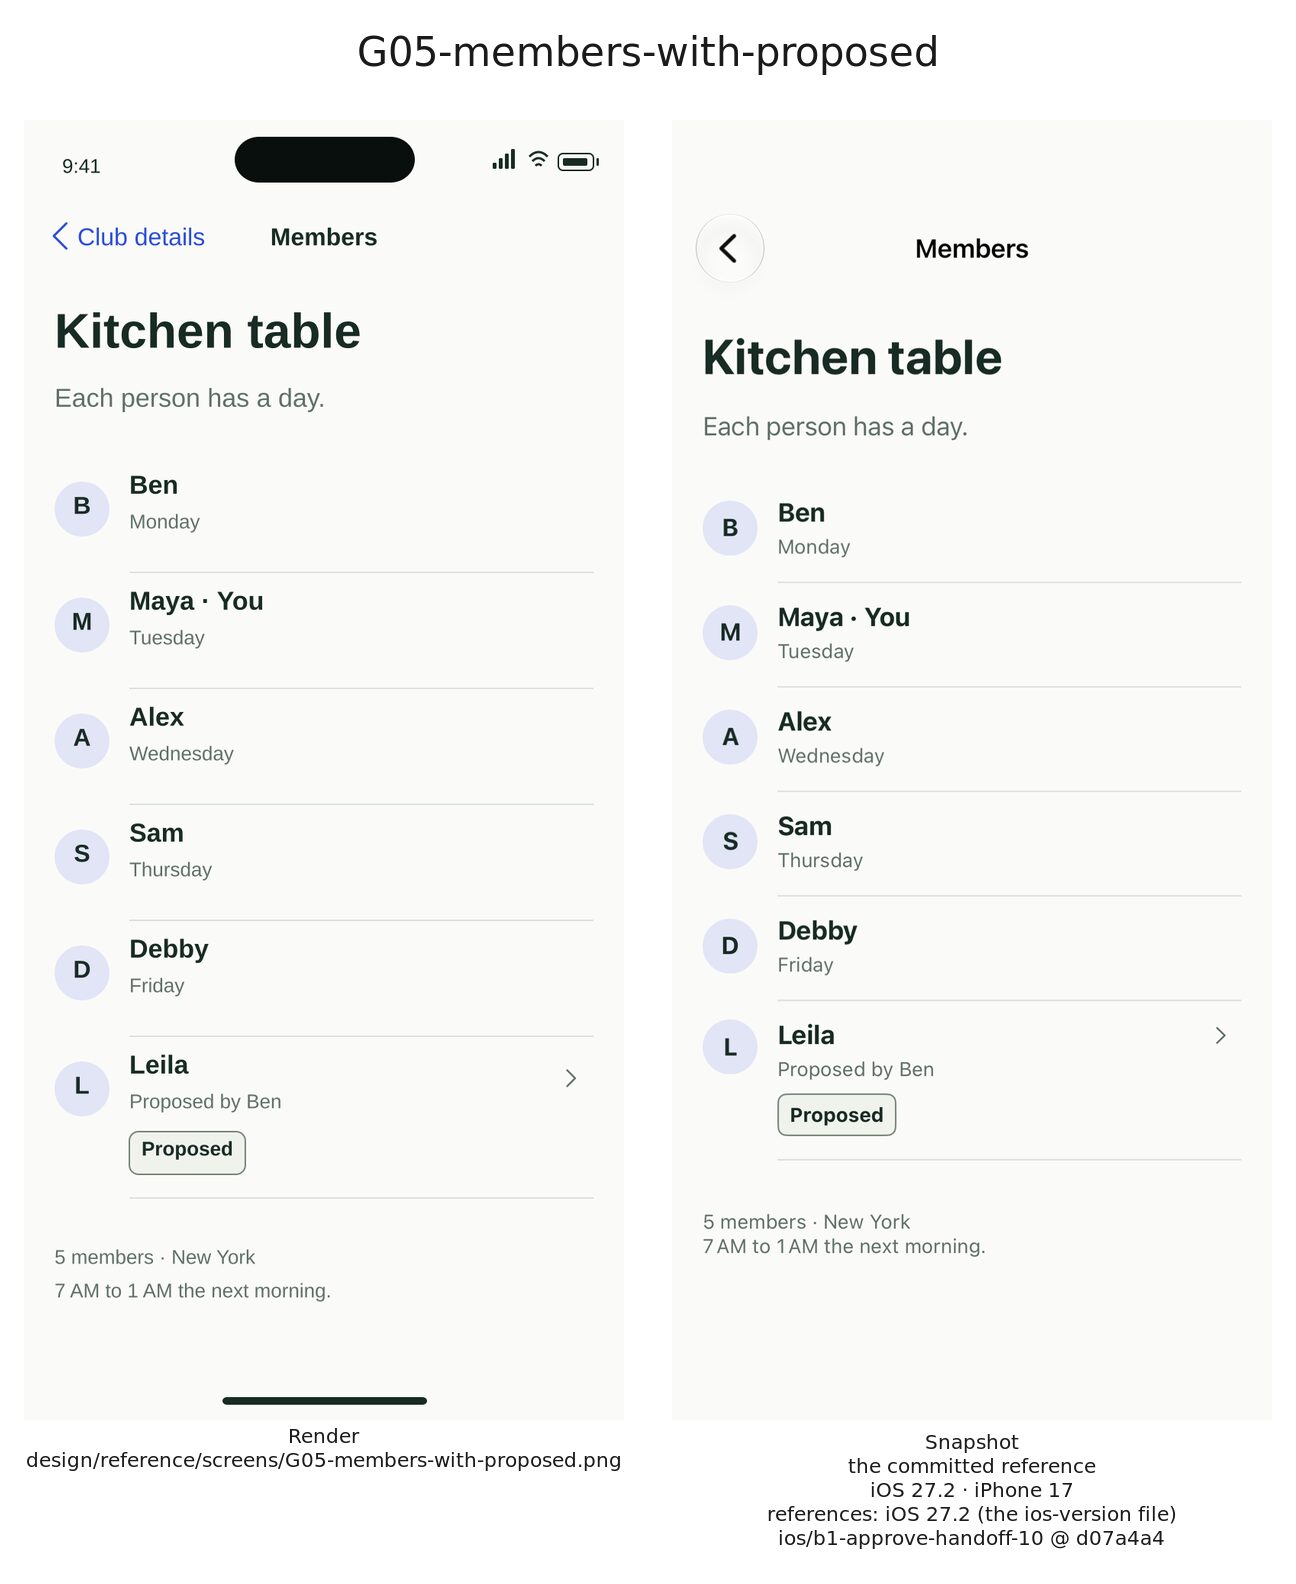 G05-members-with-proposed
9:41
Club details
Members
Kitchen table
Each person has a day.
B
Ben
Monday
M
Maya · You
Tuesday
A
Alex
Wednesday
S
Sam
Thursday
D
Debby
Friday
L
Leila
Proposed by Ben
Proposed
5 members · New York
7 AM to 1 AM the next morning.
Render
design/reference/screens/G05-members-with-proposed.png
Members
Kitchen table
Each person has a day.
B
Ben
Monday
M
Maya · You
Tuesday
A
Alex
Wednesday
S
Sam
Thursday
D
Debby
Friday
L
Leila
Proposed by Ben
Proposed
5 members · New York
7 AM to 1 AM the next morning.
Snapshot
the committed reference
iOS 27.2 · iPhone 17
references: iOS 27.2 (the ios-version file)
ios/b1-approve-handoff-10 @ d07a4a4